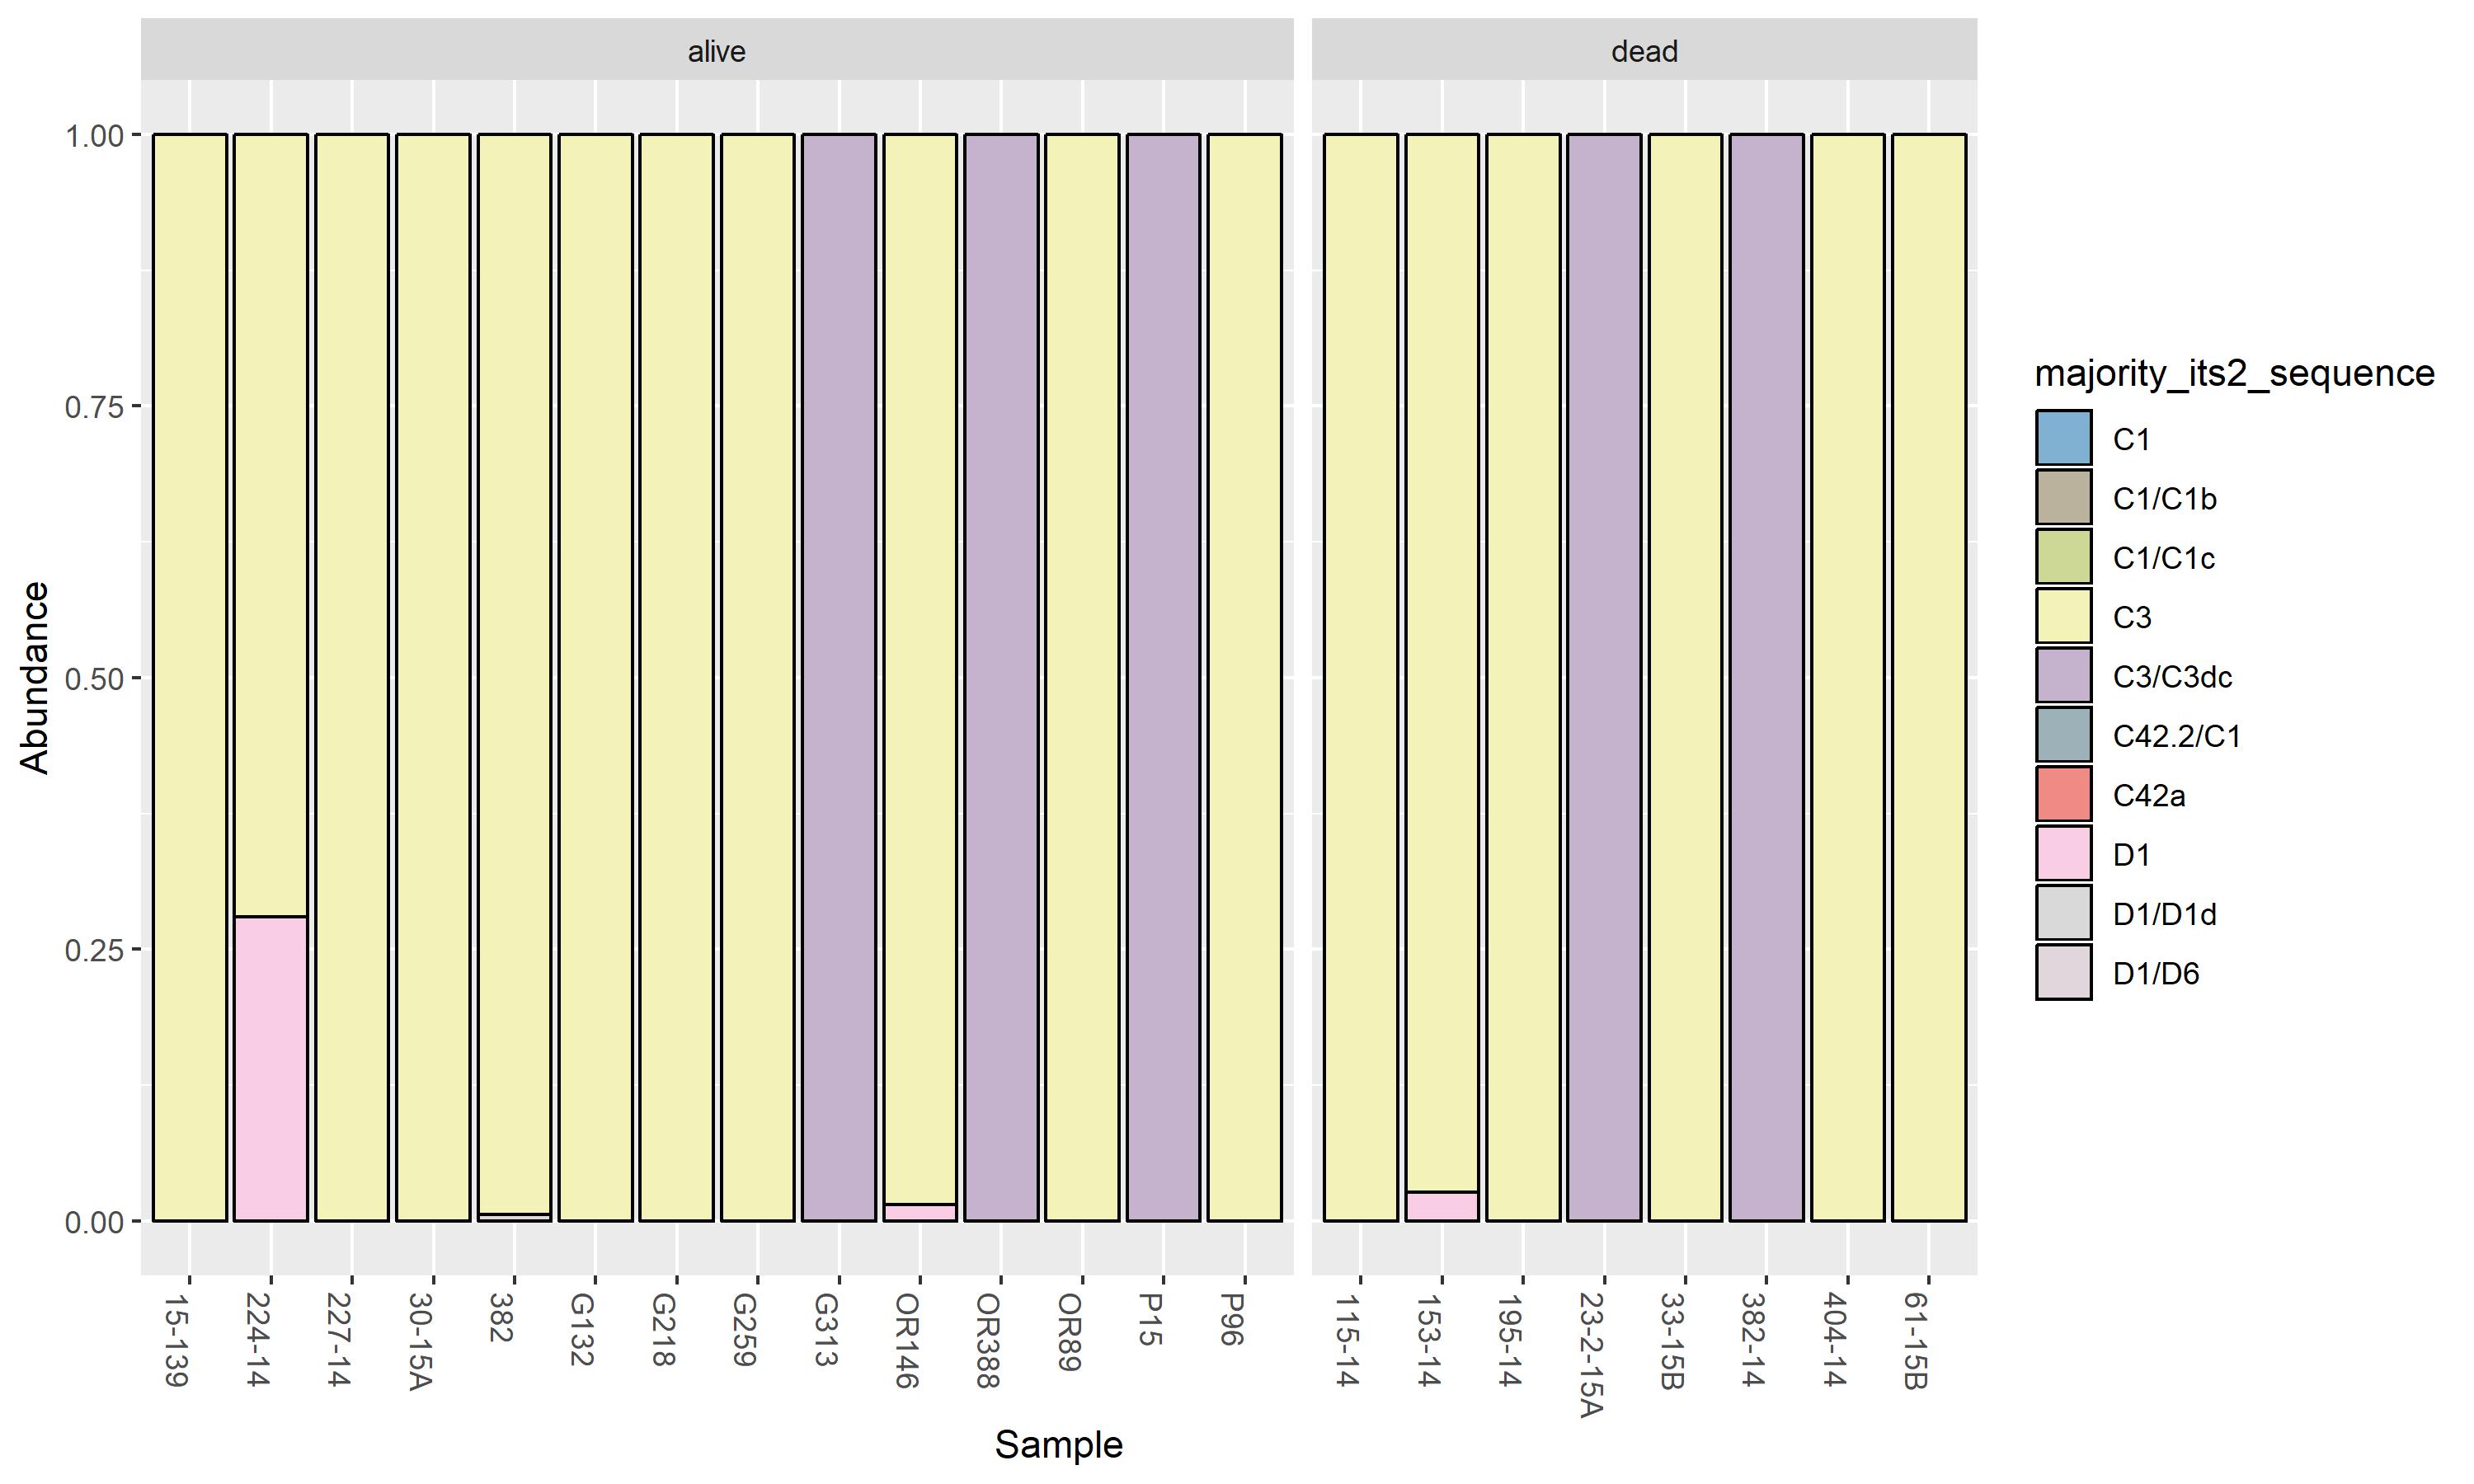 alive
dead
1.00
0.75
0.50
0.25
0.00
Abundance
15-139
224-14
227-14
30-15A
382
G132
G218
G259
G313
OR146
OR388
OR89
P15
P96
115-14
153-14
195-14
23-2-15A
33-15B
382-14
404-14
61-15B
Sample
majority_its2_sequence
C1
C1/C1b
C1/C1c
C3
C3/C3dc
C42.2/C1
C42a
D1
D1/D1d
D1/D6